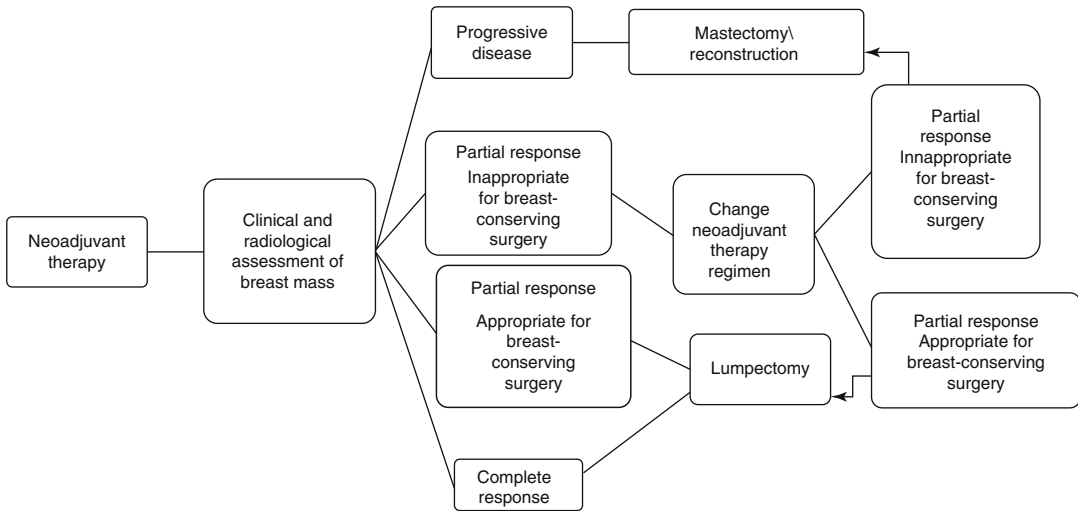 Neoadjuvant
therapy
Clinical and
radiological
assessment of
breast mass
Progressive
disease
Mastectomy\
reconstruction
Partial response
Inappropriate
for breast-
conserving
surgery
Change
neoadjuvant
therapy
regimen
Partial
response
Innappropriate
for breast-
conserving
surgery
Partial response
Appropriate for
breast-
conserving
surgery
Lumpectomy
Partial response
Appropriate for
breast-conserving
surgery
Complete
response